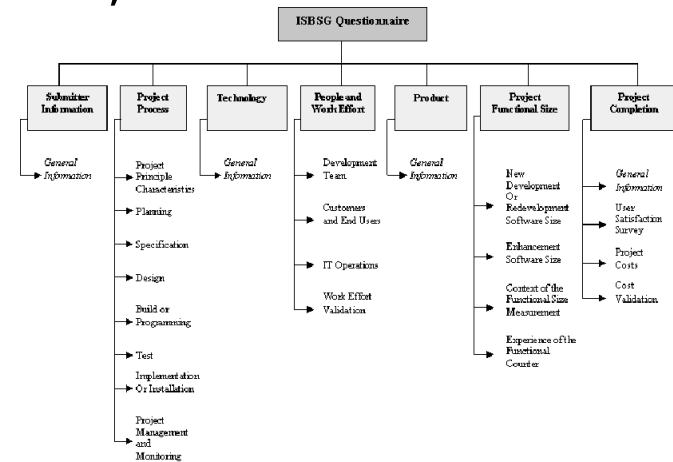 ISBSG Questionnaire
Submitter
Information
General
Information
Project
Process
Project
Principle
Characteristics
Planning
Specification
Design
Build or
Programming
Test
Implementation
Or Installation
Project
Management
and
Monitoring
Technology
General
Information
People and
Work Effort
Development
Team
Customers
and End Users
IT Operations
Work Effort
Validation
Product
General
Information
Project
Functional Size
New
Development
Or
Redevelopment
Software Size
Enhancement
Software Size
Context of the
Functional Size
Measurement
Experience of the
Functional
Counter
Project
Completion
General
Information
User
Satisfaction
Survey
Project
Costs
Cost
Validation